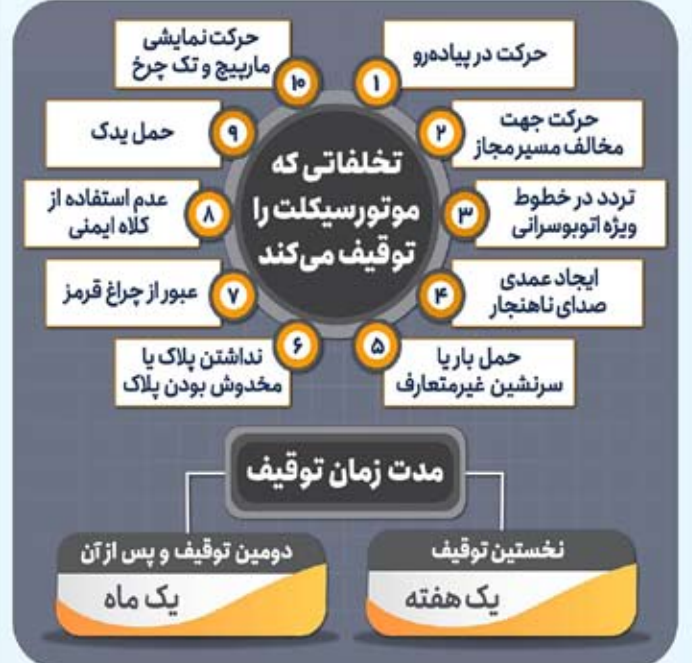 تخلفاتی که
موتورسیکلت را
توقیف می‌کند
۱
حرکت در پیاده‌رو
۲
حرکت جهت
مخالف مسیر مجاز
۳
تردد در خطوط
ویژه اتوبوسرانی
۴
ایجاد عمدی
صدای ناهنجار
۵
حمل بار یا
سرنشین غیرمتعارف
۶
نداشتن پلاک یا
مخدوش بودن پلاک
۷
عبور از چراغ قرمز
۸
عدم استفاده از
کلاه ایمنی
۹
حمل یدک
۱۰
حرکت نمایشی
مارپیچ و تک چرخ
مدت زمان توقیف
نخستین توقیف
یک هفته
دومین توقیف و پس از آن
یک ماه